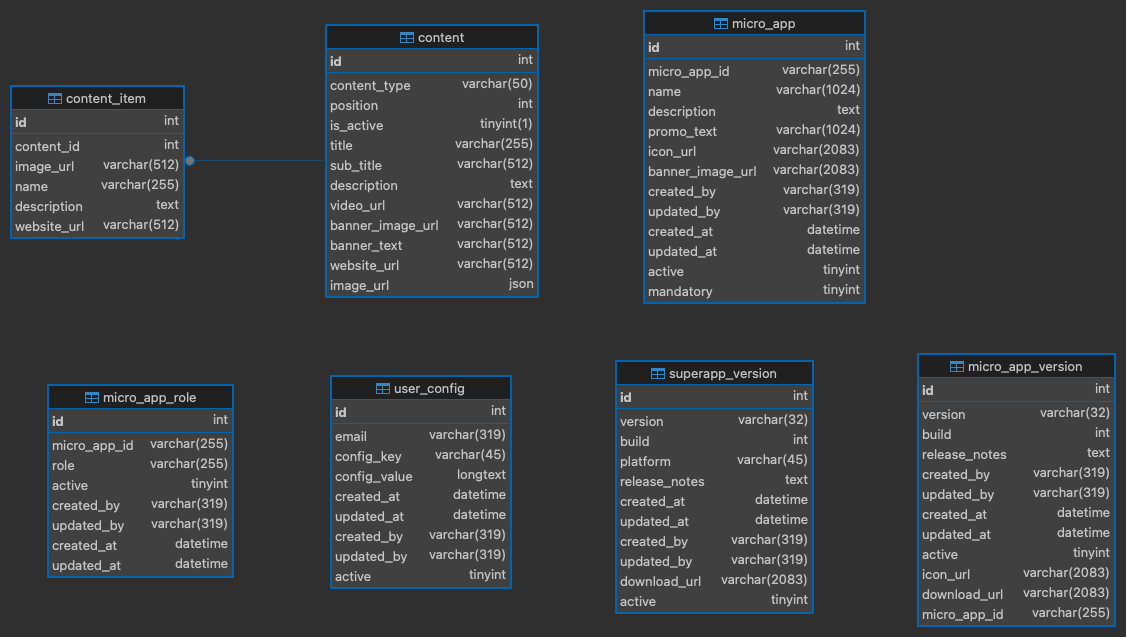 content_item
id int
content_id int
image_url varchar(512)
name varchar(255)
description text
website_url varchar(512)
content
id int
content_type varchar(50)
position int
is_active tinyint(1)
title varchar(255)
sub_title varchar(512)
description text
video_url varchar(512)
banner_image_url varchar(512)
banner_text varchar(512)
website_url varchar(512)
image_url json
micro_app
id int
micro_app_id varchar(255)
name varchar(1024)
description text
promo_text varchar(1024)
icon_url varchar(2083)
banner_image_url varchar(2083)
created_by varchar(319)
updated_by varchar(319)
created_at datetime
updated_at datetime
active tinyint
mandatory tinyint
micro_app_role
id int
micro_app_id varchar(255)
role varchar(255)
active tinyint
created_by varchar(319)
updated_by varchar(319)
created_at datetime
updated_at datetime
user_config
id int
email varchar(319)
config_key varchar(45)
config_value longtext
created_at datetime
updated_at datetime
created_by varchar(319)
updated_by varchar(319)
active tinyint
superapp_version
id int
version varchar(32)
build int
platform varchar(45)
release_notes text
created_at datetime
updated_at datetime
created_by varchar(319)
updated_by varchar(319)
download_url varchar(2083)
active tinyint
micro_app_version
id int
version varchar(32)
build int
release_notes text
created_by varchar(319)
updated_by varchar(319)
created_at datetime
updated_at datetime
active tinyint
icon_url varchar(2083)
download_url varchar(2083)
micro_app_id varchar(255)